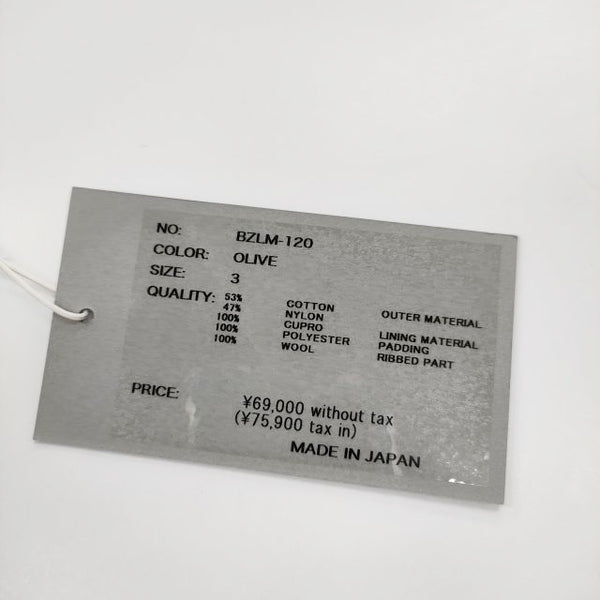 NO: BZLM-120
COLOR: OLIVE
SIZE: 3
QUALITY: 53% COTTON OUTER MATERIAL
47% NYLON
100% CUPRO LINING MATERIAL
100% POLYESTER PADDING
100% WOOL RIBBED PART
PRICE: ¥69,000 without tax
(¥75,900 tax in)
MADE IN JAPAN